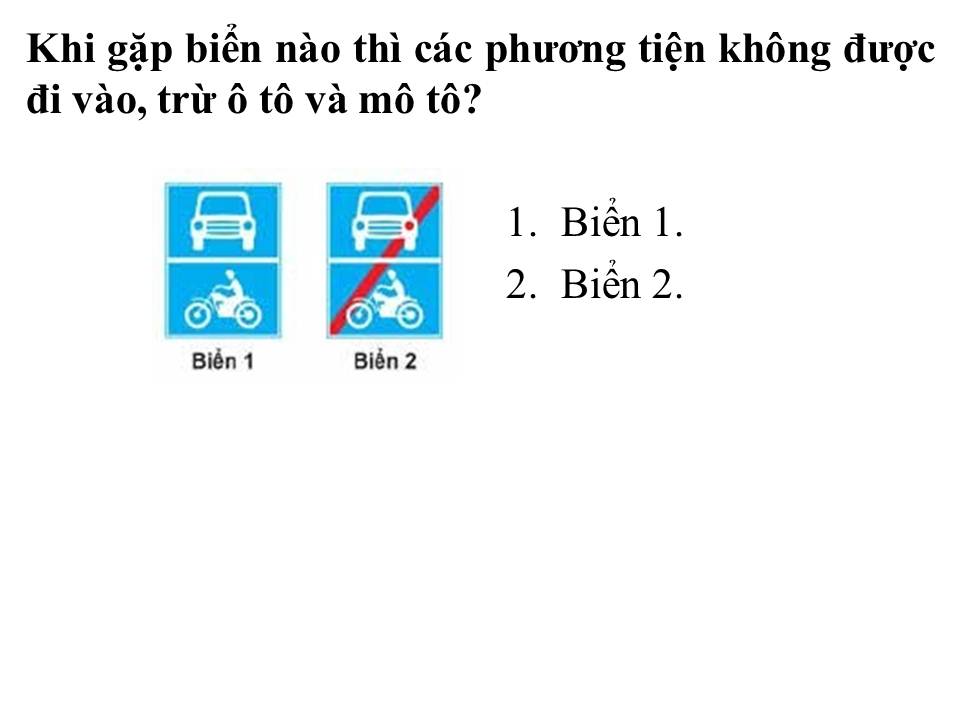 Khi gặp biển nào thì các phương tiện không được
đi vào, trừ ô tô và mô tô?
1. Biển 1.
2. Biển 2.
Biển 1
Biển 2